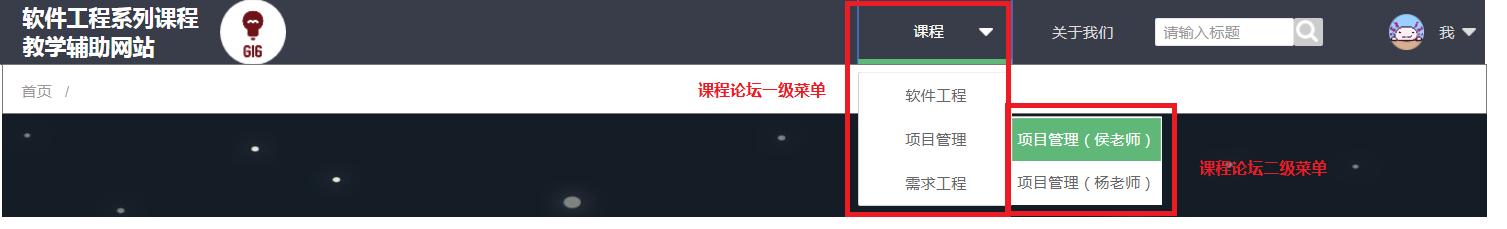 软件工程系列课程
教学辅助网站
GI6
课程
关于我们
请输入标题
我
首页 /
课程论坛一级菜单
软件工程
项目管理
项目管理（侯老师）
课程论坛二级菜单
需求工程
项目管理（杨老师）